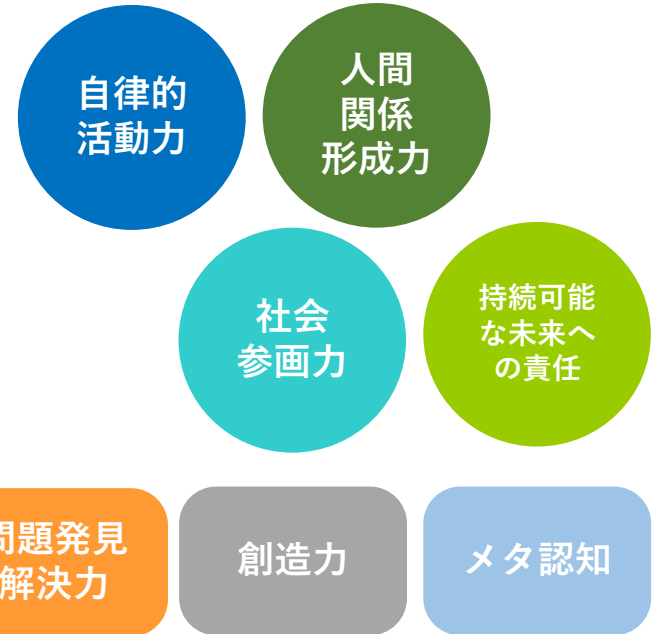 自律的
活動力
人間
関係
形成力
社会
参画力
持続可能
な未来へ
の責任
問題発見
解決力
創造力
メタ認知